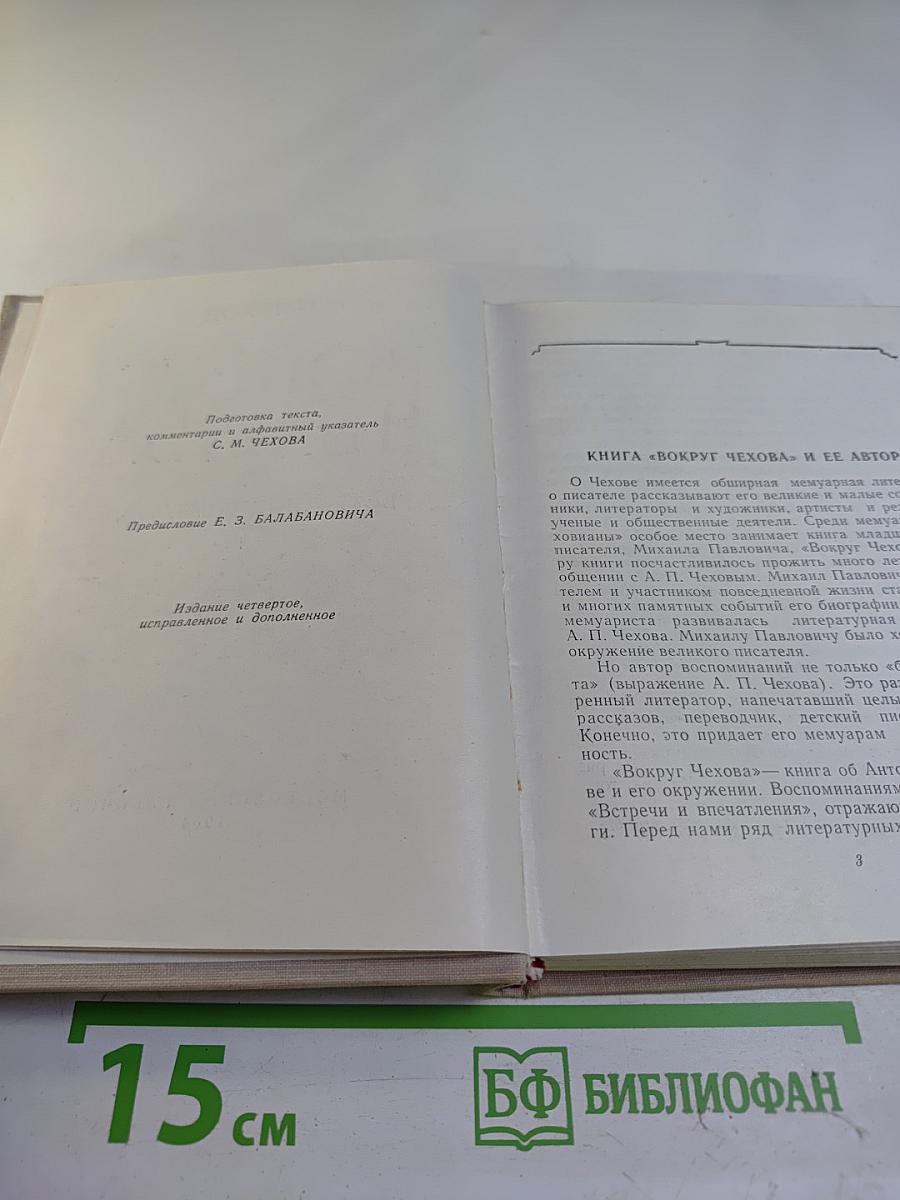 Подготовка текста,
комментарии и алфавитный указатель
С. М. ЧЕХОВА
Предисловие Е. З. БАЛАБАНОВИЧА
Издание четвертое,
исправленное и дополненное
КНИГА «ВОКРУГ ЧЕХОВА» И ЕЕ АВТОР
О Чехове имеется обширная мемуарная лите
о писателе рассказывают его великие и малые со
ники, литераторы и художники, артисты и ре
ученые и общественные деятели. Среди мемуа
ховианы» особое место занимает книга младш
писателя, Михаила Павловича, «Вокруг Чехо
ру книги посчастливилось прожить много ле
общении с А. П. Чеховым. Михаил Павлович
телем и участником повседневной жизни ста
и многих памятных событий его биографии
мемуариста развивалась литературная
А. П. Чехова. Михаилу Павловичу было хо
окружение великого писателя.
Но автор воспоминаний не только «б
та» (выражение А. П. Чехова). Это раз
ренный литератор, напечатавший целы
рассказов, переводчик, детский пис
Конечно, это придает его мемуарам
ность.
«Вокруг Чехова»— книга об Анто
ве и его окружении. Воспоминаниям
«Встречи и впечатления», отражаю
ги. Перед нами ряд литературных
3
15 см
БФ БИБЛИОФАН